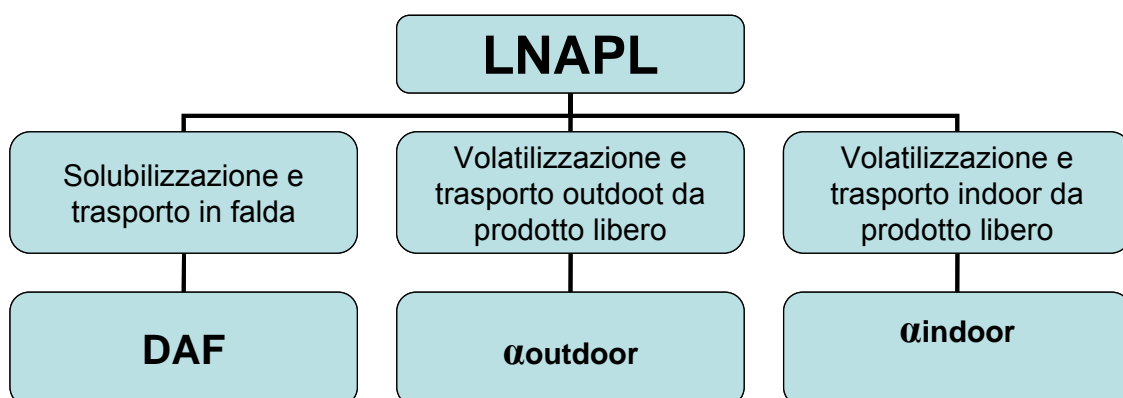 LNAPL
Solubilizzazione e
trasporto in falda
Volatilizzazione e
trasporto outdoot da
prodotto libero
Volatilizzazione e
trasporto indoor da
prodotto libero
DAF
αoutdoor
αindoor